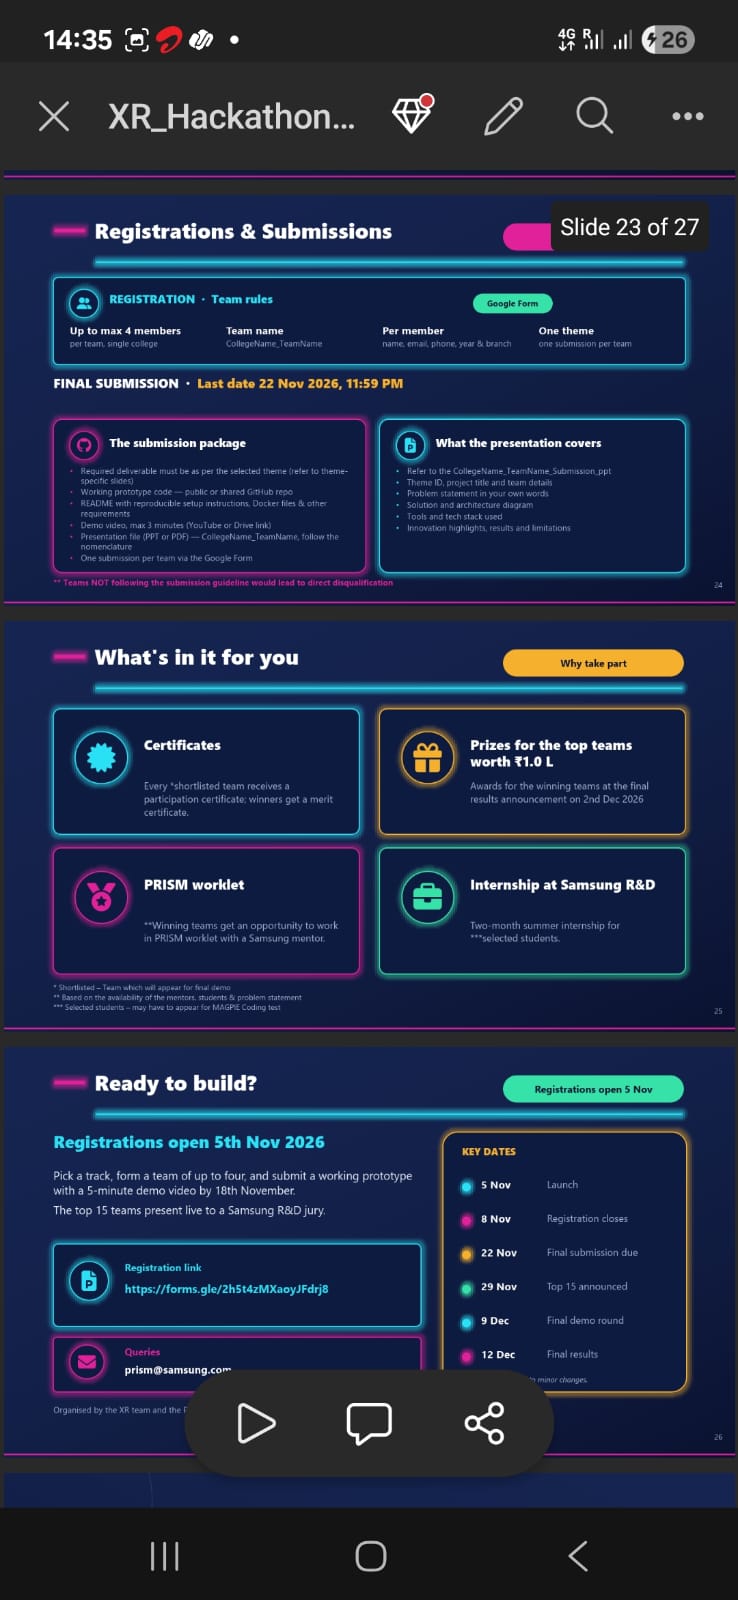 14:35
4G
R
26
XR_Hackathon...
Slide 23 of 27
Registrations & Submissions
REGISTRATION · Team rules
Google Form
Up to max 4 members
per team, single college
Team name
CollegeName_TeamName
Per member
name, email, phone, year & branch
One theme
one submission per team
FINAL SUBMISSION · Last date 22 Nov 2026, 11:59 PM
The submission package
• Required deliverable must be as per the selected theme (refer to theme-
specific slides)
• Working prototype code — public or shared GitHub repo
• README with reproducible setup instructions, Docker files & other
requirements
• Demo video, max 3 minutes (YouTube or Drive link)
• Presentation file (PPT or PDF) — CollegeName_TeamName, follow the
nomenclature
• One submission per team via the Google Form
What the presentation covers
• Refer to the CollegeName_TeamName_Submission_ppt
• Theme ID, project title and team details
• Problem statement in your own words
• Solution and architecture diagram
• Tools and tech stack used
• Innovation highlights, results and limitations
** Teams NOT following the submission guideline would lead to direct disqualification
24
What's in it for you
Why take part
Certificates
Every *shortlisted team receives a
participation certificate; winners get a merit
certificate.
Prizes for the top teams
worth ₹1.0 L
Awards for the winning teams at the final
results announcement on 2nd Dec 2026
PRISM worklet
**Winning teams get an opportunity to work
in PRISM worklet with a Samsung mentor.
Internship at Samsung R&D
Two-month summer internship for
***selected students.
* Shortlisted – Team which will appear for final demo
** Based on the availability of the mentors, students & problem statement
*** Selected students – may have to appear for MAGPIE Coding test
25
Ready to build?
Registrations open 5 Nov
Registrations open 5th Nov 2026
Pick a track, form a team of up to four, and submit a working prototype
with a 5-minute demo video by 18th November.
The top 15 teams present live to a Samsung R&D jury.
Registration link
https://forms.gle/2h5t4zMXaoyJFdrj8
Queries
prism@samsung.com
Organised by the XR team and the
KEY DATES
5 Nov Launch
8 Nov Registration closes
22 Nov Final submission due
29 Nov Top 15 announced
9 Dec Final demo round
12 Dec Final results
minor changes.
26